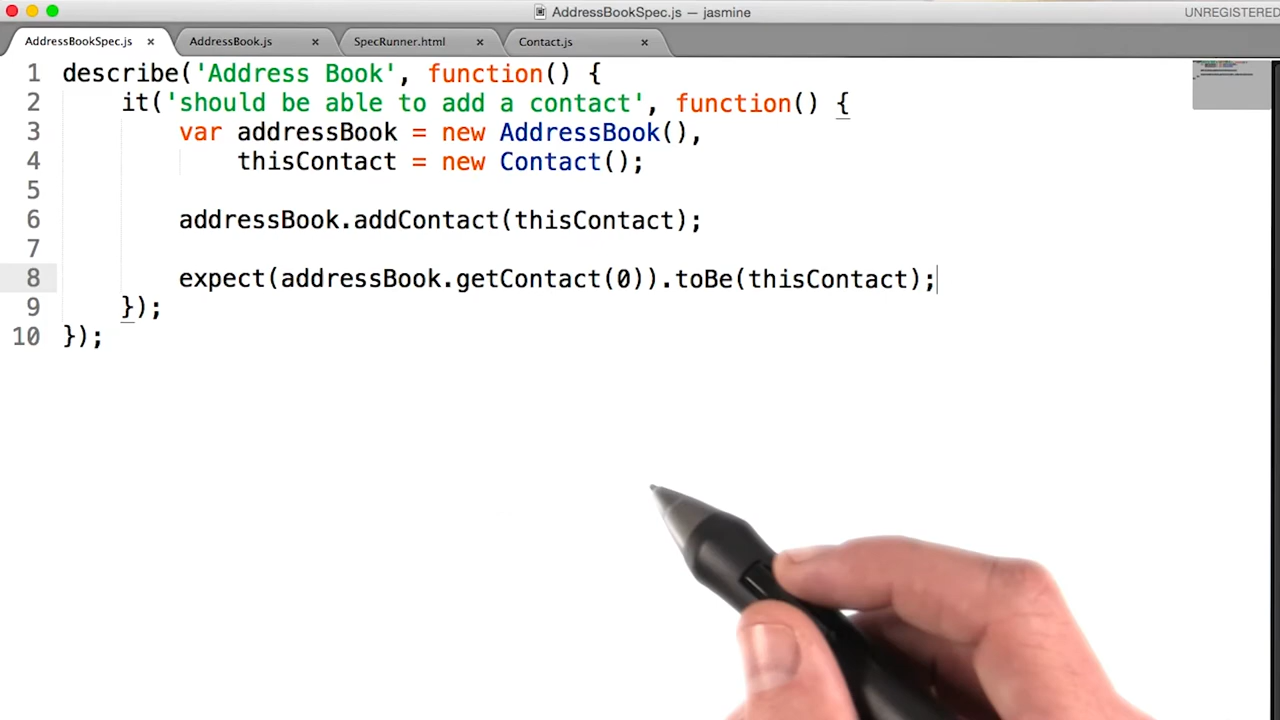 AddressBookSpec.js — jasmine
UNREGISTERED
AddressBookSpec.js × AddressBook.js × SpecRunner.html × Contact.js ×
1 describe('Address Book', function() {
2 it('should be able to add a contact', function() {
3 var addressBook = new AddressBook(),
4 thisContact = new Contact();
5
6 addressBook.addContact(thisContact);
7
8 expect(addressBook.getContact(0)).toBe(thisContact);
9 });
10 });